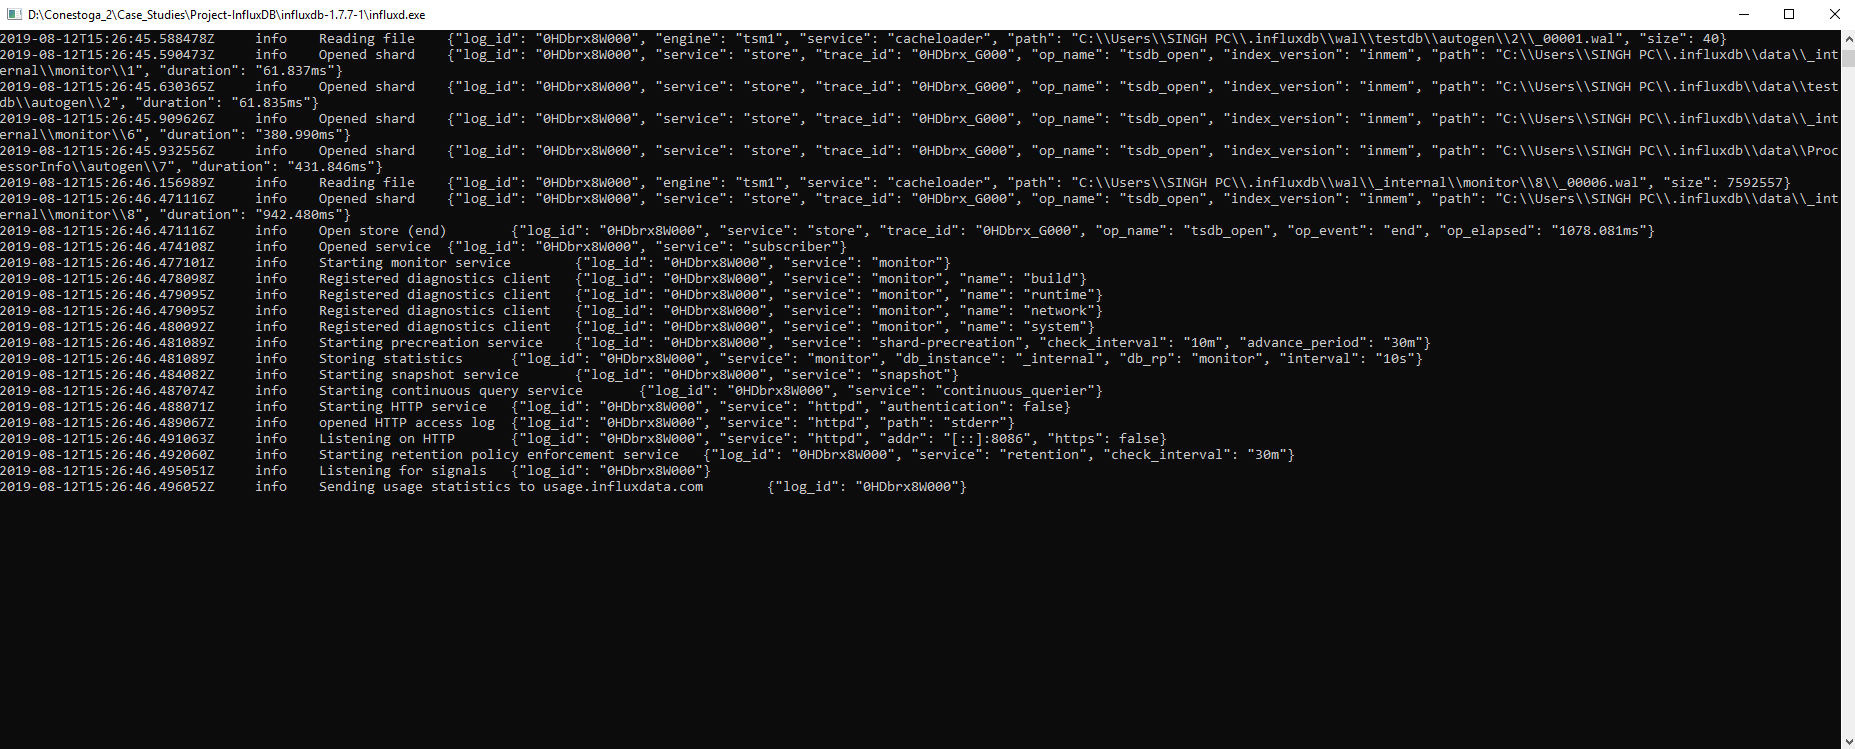 D:\Conestoga_2\Case_Studies\Project-InfluxDB\influxdb-1.7.7-1\influxd.exe
2019-08-12T15:26:45.588478Z     info    Reading file    {"log_id": "0HDbrx8W000", "engine": "tsm1", "service": "cacheloader", "path": "C:\\Users\\SINGH PC\\.influxdb\\wal\\testdb\\autogen\\2\\_00001.wal", "size": 40}
2019-08-12T15:26:45.590473Z     info    Opened shard    {"log_id": "0HDbrx8W000", "service": "store", "trace_id": "0HDbrx_G000", "op_name": "tsdb_open", "index_version": "inmem", "path": "C:\\Users\\SINGH PC\\.influxdb\\data\\_int
ernal\\monitor\\1", "duration": "61.837ms"}
2019-08-12T15:26:45.630365Z     info    Opened shard    {"log_id": "0HDbrx8W000", "service": "store", "trace_id": "0HDbrx_G000", "op_name": "tsdb_open", "index_version": "inmem", "path": "C:\\Users\\SINGH PC\\.influxdb\\data\\test
db\\autogen\\2", "duration": "61.835ms"}
2019-08-12T15:26:45.909626Z     info    Opened shard    {"log_id": "0HDbrx8W000", "service": "store", "trace_id": "0HDbrx_G000", "op_name": "tsdb_open", "index_version": "inmem", "path": "C:\\Users\\SINGH PC\\.influxdb\\data\\_int
ernal\\monitor\\6", "duration": "380.990ms"}
2019-08-12T15:26:45.932556Z     info    Opened shard    {"log_id": "0HDbrx8W000", "service": "store", "trace_id": "0HDbrx_G000", "op_name": "tsdb_open", "index_version": "inmem", "path": "C:\\Users\\SINGH PC\\.influxdb\\data\\Proc
essorInfo\\autogen\\7", "duration": "431.846ms"}
2019-08-12T15:26:46.156989Z     info    Reading file    {"log_id": "0HDbrx8W000", "engine": "tsm1", "service": "cacheloader", "path": "C:\\Users\\SINGH PC\\.influxdb\\wal\\_internal\\monitor\\8\\_00006.wal", "size": 7592557}
2019-08-12T15:26:46.471116Z     info    Opened shard    {"log_id": "0HDbrx8W000", "service": "store", "trace_id": "0HDbrx_G000", "op_name": "tsdb_open", "index_version": "inmem", "path": "C:\\Users\\SINGH PC\\.influxdb\\data\\_int
ernal\\monitor\\8", "duration": "942.480ms"}
2019-08-12T15:26:46.471116Z     info    Open store (end)        {"log_id": "0HDbrx8W000", "service": "store", "trace_id": "0HDbrx_G000", "op_name": "tsdb_open", "op_event": "end", "op_elapsed": "1078.081ms"}
2019-08-12T15:26:46.474108Z     info    Opened service  {"log_id": "0HDbrx8W000", "service": "subscriber"}
2019-08-12T15:26:46.477101Z     info    Starting monitor service        {"log_id": "0HDbrx8W000", "service": "monitor"}
2019-08-12T15:26:46.478098Z     info    Registered diagnostics client   {"log_id": "0HDbrx8W000", "service": "monitor", "name": "build"}
2019-08-12T15:26:46.479095Z     info    Registered diagnostics client   {"log_id": "0HDbrx8W000", "service": "monitor", "name": "runtime"}
2019-08-12T15:26:46.479095Z     info    Registered diagnostics client   {"log_id": "0HDbrx8W000", "service": "monitor", "name": "network"}
2019-08-12T15:26:46.480092Z     info    Registered diagnostics client   {"log_id": "0HDbrx8W000", "service": "monitor", "name": "system"}
2019-08-12T15:26:46.481089Z     info    Starting precreation service    {"log_id": "0HDbrx8W000", "service": "shard-precreation", "check_interval": "10m", "advance_period": "30m"}
2019-08-12T15:26:46.481089Z     info    Storing statistics      {"log_id": "0HDbrx8W000", "service": "monitor", "db_instance": "_internal", "db_rp": "monitor", "interval": "10s"}
2019-08-12T15:26:46.484082Z     info    Starting snapshot service       {"log_id": "0HDbrx8W000", "service": "snapshot"}
2019-08-12T15:26:46.487074Z     info    Starting continuous query service       {"log_id": "0HDbrx8W000", "service": "continuous_querier"}
2019-08-12T15:26:46.488071Z     info    Starting HTTP service   {"log_id": "0HDbrx8W000", "service": "httpd", "authentication": false}
2019-08-12T15:26:46.489067Z     info    opened HTTP access log  {"log_id": "0HDbrx8W000", "service": "httpd", "path": "stderr"}
2019-08-12T15:26:46.491063Z     info    Listening on HTTP       {"log_id": "0HDbrx8W000", "service": "httpd", "addr": "[::]:8086", "https": false}
2019-08-12T15:26:46.492060Z     info    Starting retention policy enforcement service   {"log_id": "0HDbrx8W000", "service": "retention", "check_interval": "30m"}
2019-08-12T15:26:46.495051Z     info    Listening for signals   {"log_id": "0HDbrx8W000"}
2019-08-12T15:26:46.496052Z     info    Sending usage statistics to usage.influxdata.com        {"log_id": "0HDbrx8W000"}